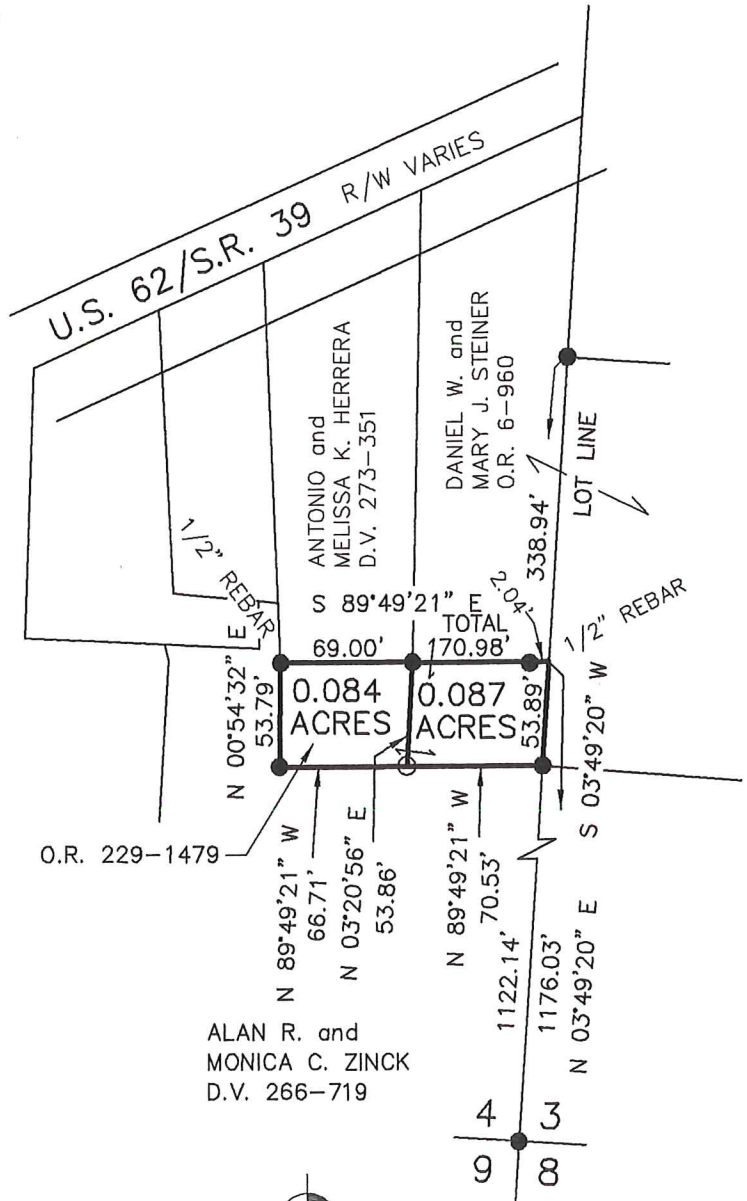 U.S. 62/S.R. 39
R/W VARIES
ANTONIO and
MELISSA K. HERRERA
D.V. 273-351
DANIEL W. and
MARY J. STEINER
O.R. 6-960
LOT LINE
338.94'
1/2" REBAR
S 89°49'21" E
TOTAL
69.00'
70.98'
2.04'
1/2" REBAR
N 00°54'32" E
53.79'
0.084
ACRES
0.087
ACRES
53.89'
S 03°49'20" W
O.R. 229-1479
N 89°49'21" W
66.71'
N 03°20'56" E
53.86'
N 89°49'21" W
70.53'
1122.14'
1176.03'
N 03°49'20" E
ALAN R. and
MONICA C. ZINCK
D.V. 266-719
4 3
9 8